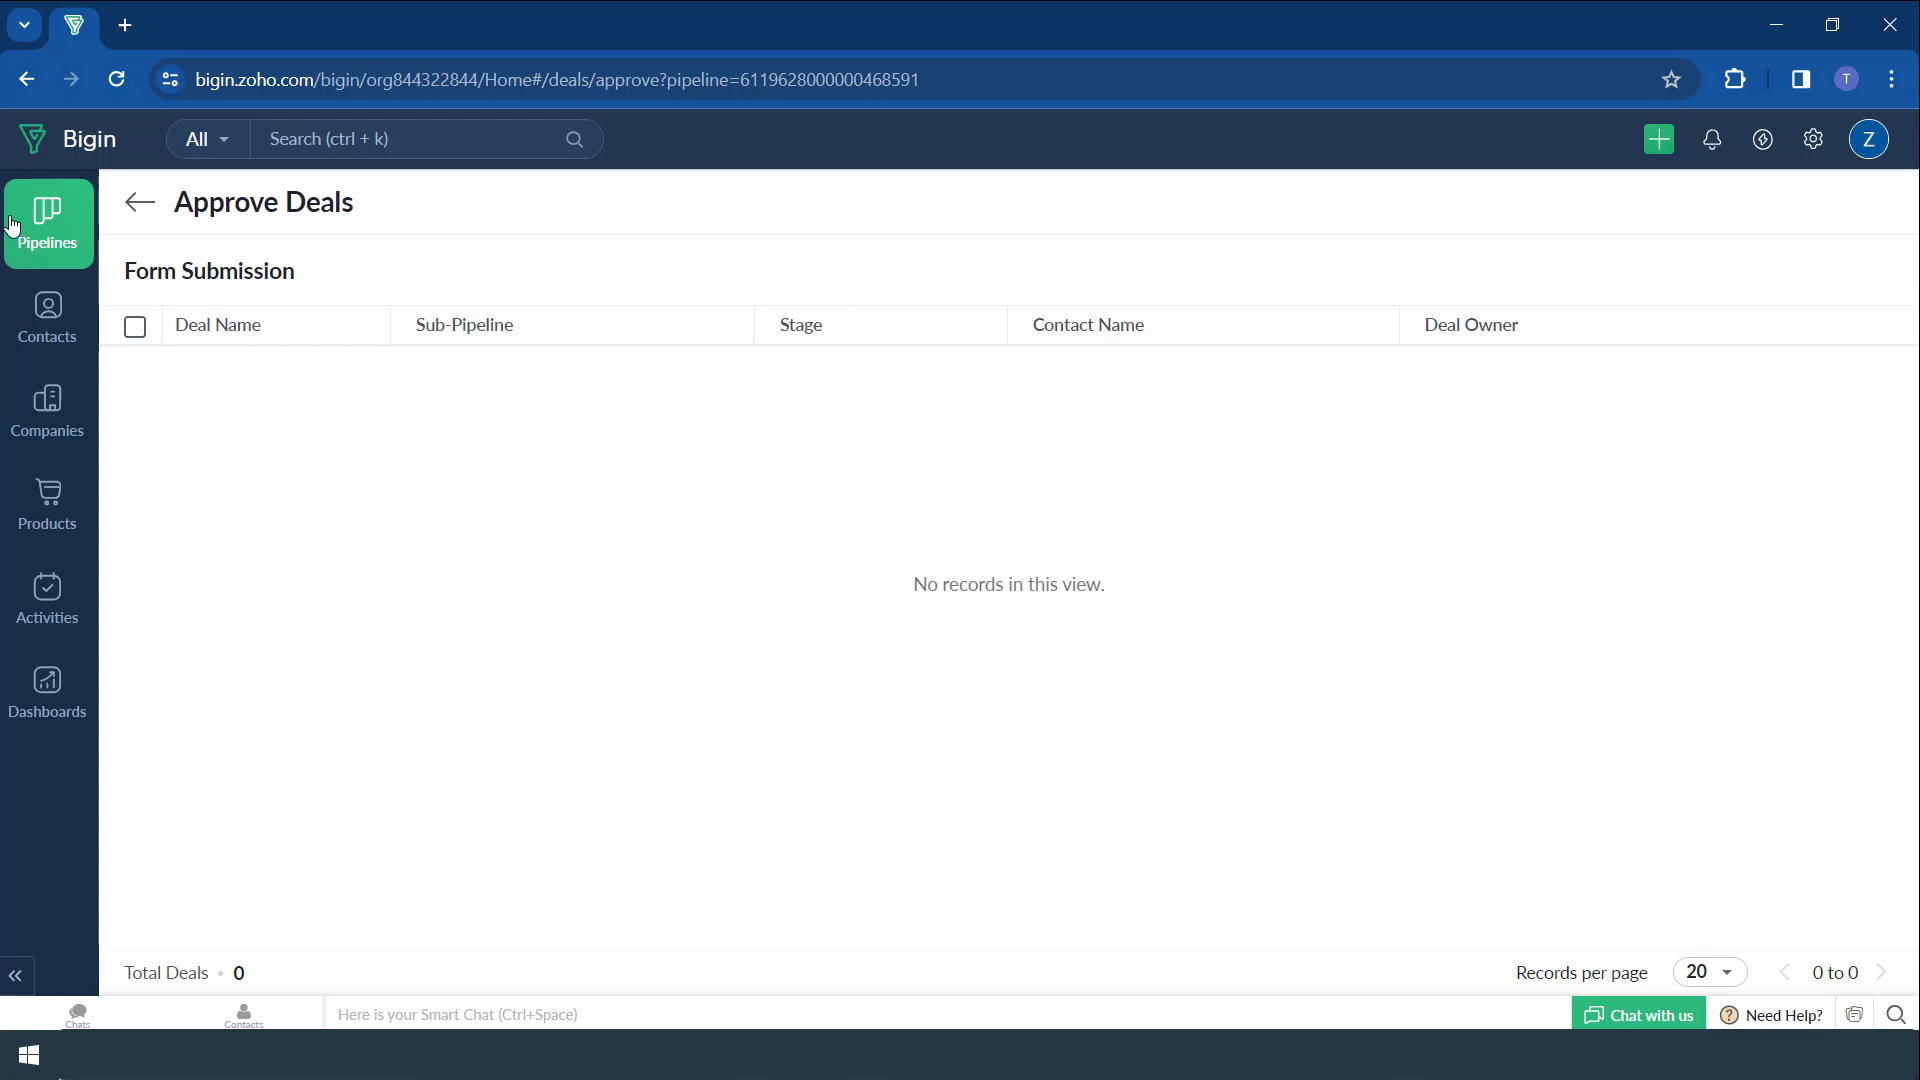 bigin.zoho.com/bigin/org844322844/Home#/deals/approve?pipeline=6119628000000468591
T
Bigin
All
Search (ctrl + k)
Z
Pipelines
Contacts
Companies
Products
Activities
Dashboards
Approve Deals
Form Submission
Deal Name
Sub-Pipeline
Stage
Contact Name
Deal Owner
No records in this view.
Total Deals • 0
Records per page
20
0 to 0
Chats
Contacts
Here is your Smart Chat (Ctrl+Space)
Chat with us
Need Help?